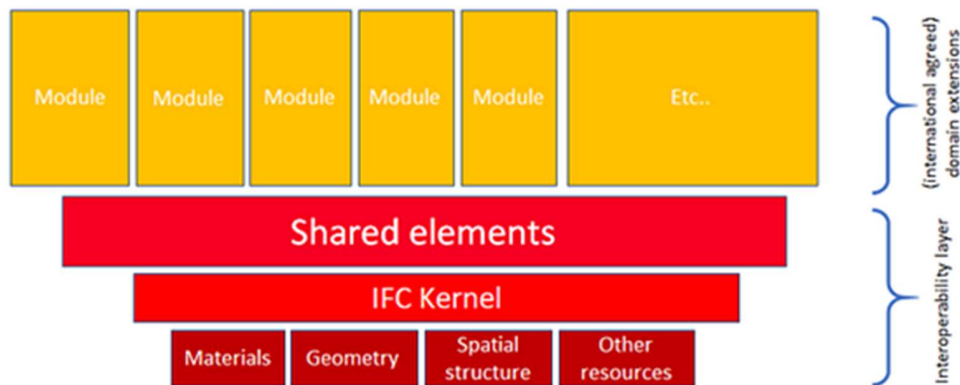 Module
Module
Module
Module
Module
Etc..
(international agreed)
domain extensions
Shared elements
IFC Kernel
Interoperability layer
Materials
Geometry
Spatial
structure
Other
resources